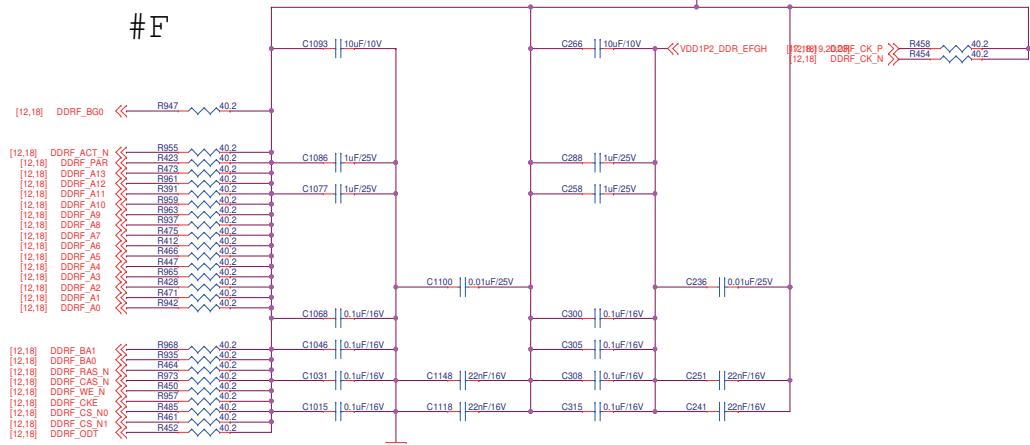 #F
C1093 10uF/10V C266 10uF/10V VDD1P2_DDR_EFGH DDRF_CK_P R458 40.2
[12,18] DDRF_CK_N R454 40.2
[12,18] DDRF_BG0 R947 40.2
[12,18] DDRF_ACT_N R955 40.2
[12,18] DDRF_PAR R423 40.2 C1086 1uF/25V C288 1uF/25V
[12,18] DDRF_A13 R473 40.2
[12,18] DDRF_A12 R961 40.2
[12,18] DDRF_A11 R391 40.2 C1077 1uF/25V C258 1uF/25V
[12,18] DDRF_A10 R959 40.2
[12,18] DDRF_A9 R963 40.2
[12,18] DDRF_A8 R937 40.2
[12,18] DDRF_A7 R475 40.2
[12,18] DDRF_A6 R412 40.2
[12,18] DDRF_A5 R466 40.2
[12,18] DDRF_A4 R447 40.2
[12,18] DDRF_A3 R965 40.2
[12,18] DDRF_A2 R428 40.2 C1100 0.01uF/25V C236 0.01uF/25V
[12,18] DDRF_A1 R471 40.2
[12,18] DDRF_A0 R942 40.2
C1068 0.1uF/16V C300 0.1uF/16V
[12,18] DDRF_BA1 R968 40.2 C1046 0.1uF/16V C305 0.1uF/16V
[12,18] DDRF_BA0 R935 40.2
[12,18] DDRF_RAS_N R464 40.2
[12,18] DDRF_CAS_N R973 40.2 C1031 0.1uF/16V C1148 22nF/16V C308 0.1uF/16V C251 22nF/16V
[12,18] DDRF_WE_N R450 40.2
[12,18] DDRF_CKE R957 40.2
[12,18] DDRF_CS_N0 R485 40.2 C1015 0.1uF/16V C1118 22nF/16V C315 0.1uF/16V C241 22nF/16V
[12,18] DDRF_CS_N1 R461 40.2
[12,18] DDRF_ODT R452 40.2